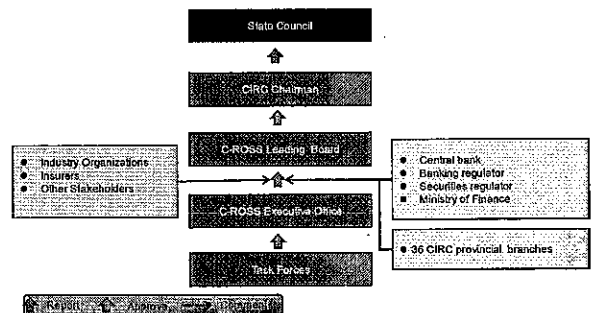 State Council
CIRC Chairman
C-ROSS Leading Board
Industry Organizations
Insurers
Other Stakeholders
Central bank
Banking regulator
Securities regulator
Ministry of Finance
C-ROSS Executive Office
36 CIRC provincial branches
Task Forces
Report Approve Comment